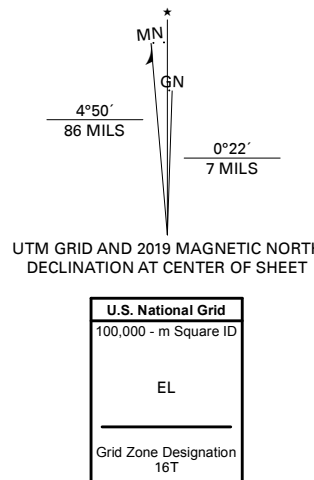 ★
MN
GN
4°50´
86 MILS
0°22´
7 MILS
UTM GRID AND 2019 MAGNETIC NORTH
DECLINATION AT CENTER OF SHEET
U.S. National Grid
100,000 - m Square ID
EL
Grid Zone Designation
16T